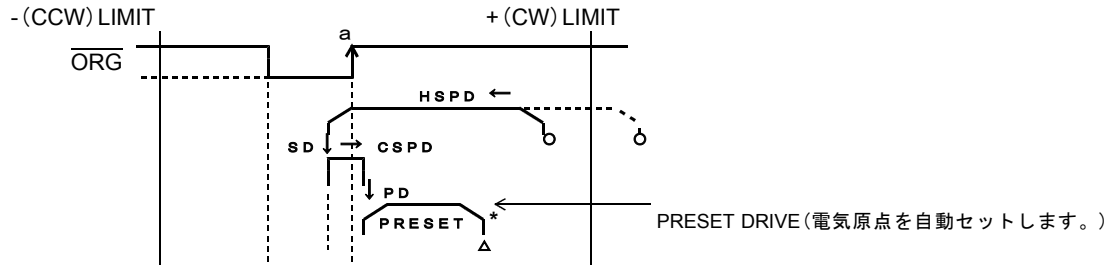 -(CCW) LIMIT
+(CW) LIMIT
a
ORG
HSPD ←
SD ↓ → CSPD
↓ PD
PRESET *
PRESET DRIVE(電気原点を自動セットします。)